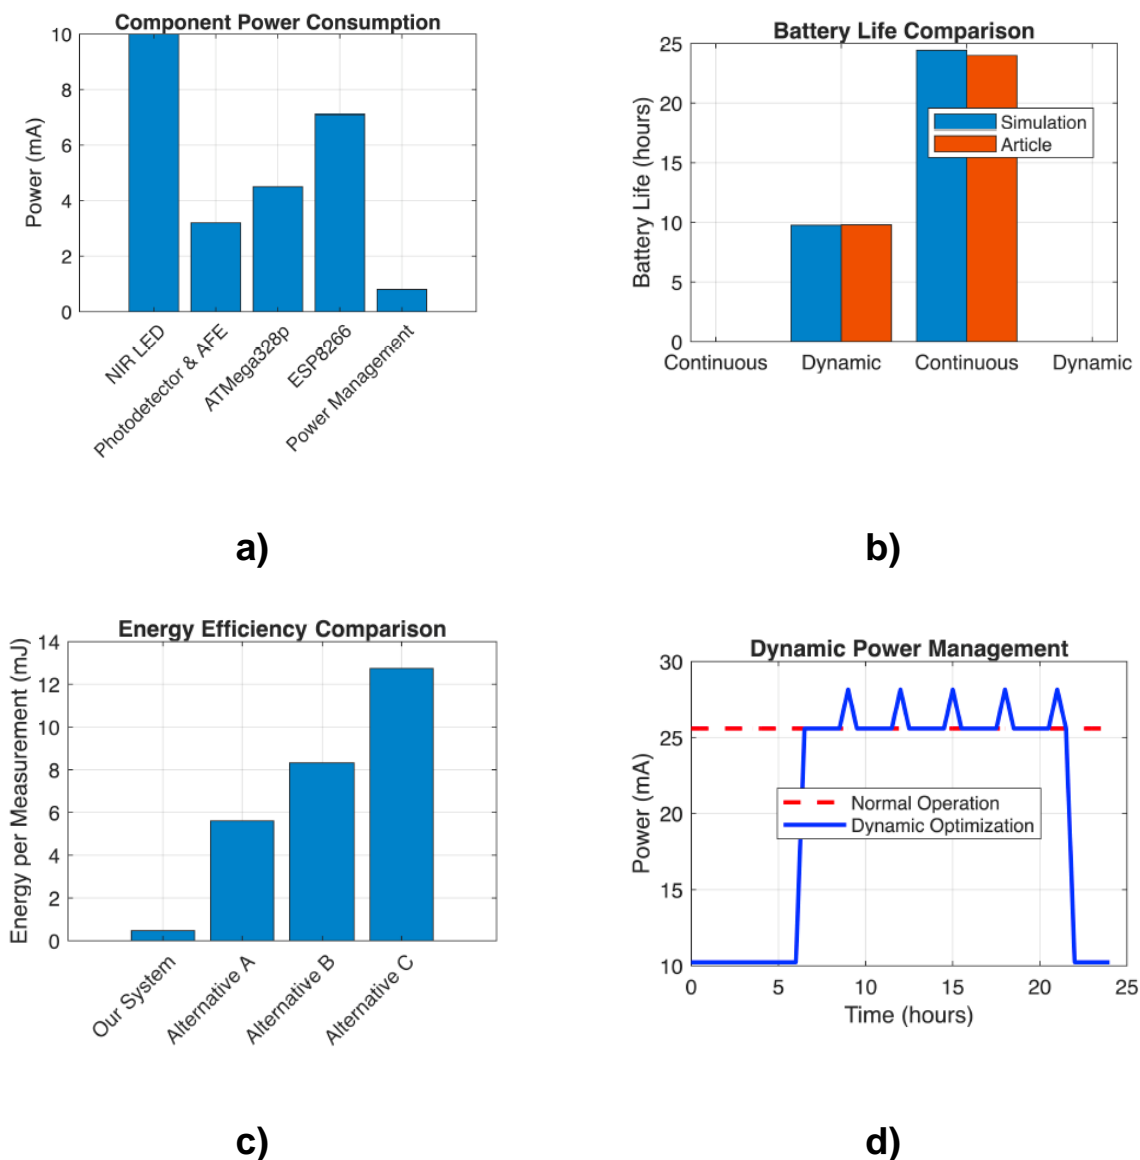 Component Power Consumption
Power (mA)
10
8
6
4
2
0
NIR LED
Photodetector & AFE
ATMega328p
ESP8266
Power Management
a)
Battery Life Comparison
Battery Life (hours)
25
20
15
10
5
0
Simulation
Article
Continuous Dynamic Continuous Dynamic
b)
Energy Efficiency Comparison
Energy per Measurement (mJ)
14
12
10
8
6
4
2
0
Our System
Alternative A
Alternative B
Alternative C
c)
Dynamic Power Management
Power (mA)
30
25
20
15
10
Normal Operation
Dynamic Optimization
0 5 10 15 20 25
Time (hours)
d)